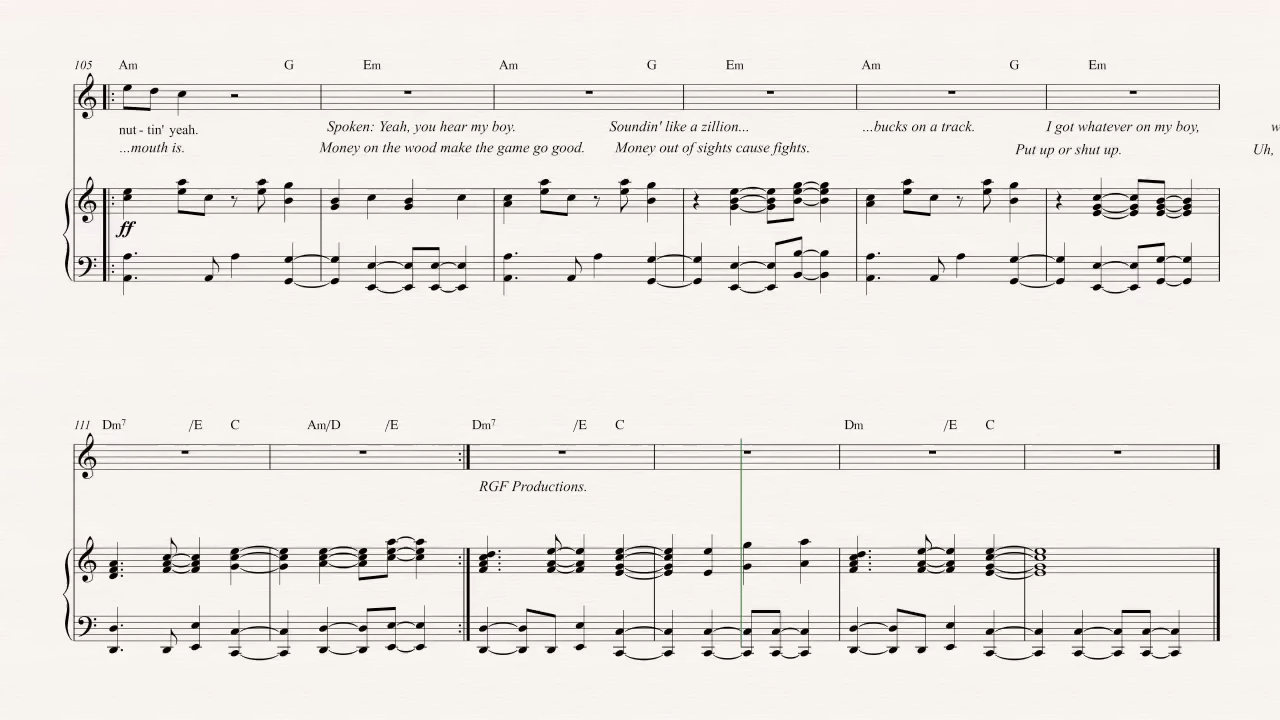 105 Am G Em Am G Em Am G Em
nut - tin' yeah. Spoken: Yeah, you hear my boy. Soundin' like a zillion... ...bucks on a track. I got whatever on my boy, w
...mouth is. Money on the wood make the game go good. Money out of sights cause fights. Put up or shut up. Uh,
ff
111 Dm7 /E C Am/D /E Dm7 /E C Dm /E C
RGF Productions.